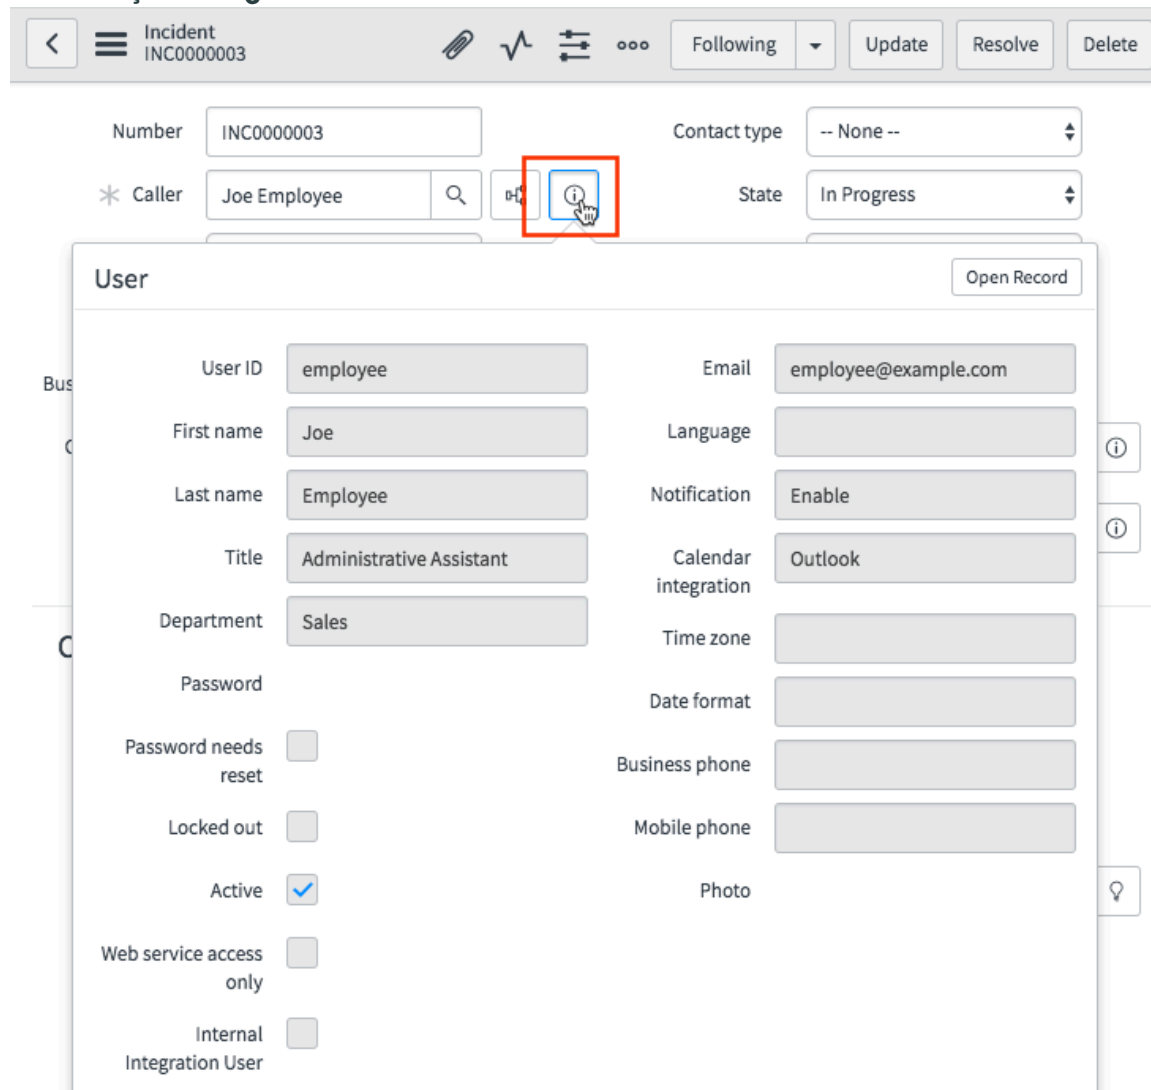 Incident
INC0000003
Following
Update
Resolve
Delete
Number
INC0000003
Contact type
-- None --
Caller
Joe Employee
State
In Progress
User
Open Record
User ID
employee
Email
employee@example.com
Bus
First name
Joe
Language
Last name
Employee
Notification
Enable
Title
Administrative Assistant
Calendar
integration
Outlook
Department
Sales
Time zone
Password
Date format
Password needs
reset
Business phone
Locked out
Mobile phone
Active
Photo
Web service access
only
Internal
Integration User